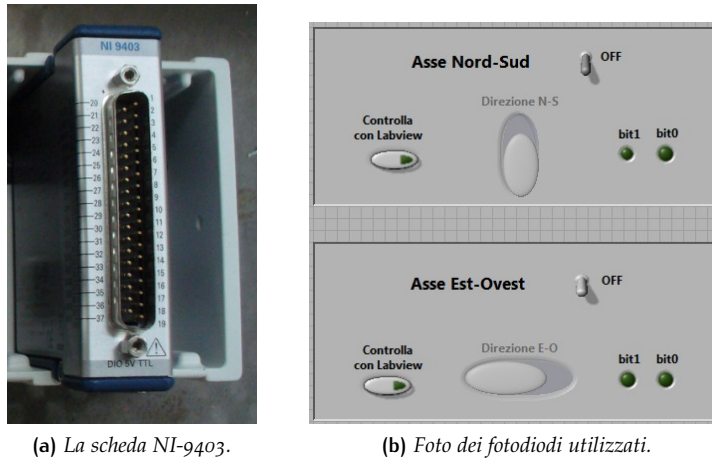 NI 9403
20
21
22
23
24
25
26
27
28
29
30
31
32
33
34
35
36
37
1
2
3
4
5
6
7
8
9
10
11
12
13
14
15
16
17
18
19
DIO 5V TTL
Asse Nord-Sud
OFF
Direzione N-S
Controlla
con Labview
bit1 bit0
Asse Est-Ovest
OFF
Direzione E-O
Controlla
con Labview
bit1 bit0
(a) La scheda NI-9403.
(b) Foto dei fotodiodi utilizzati.